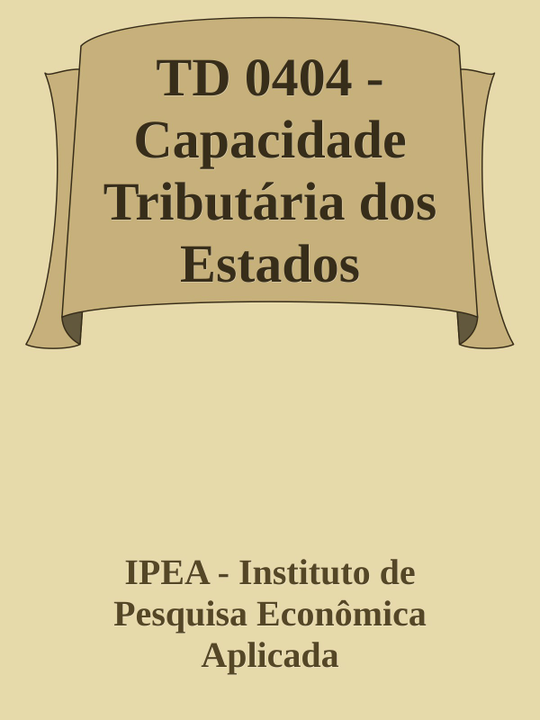 TD 0404 -
Capacidade
Tributária dos
Estados
IPEA - Instituto de
Pesquisa Econômica
Aplicada